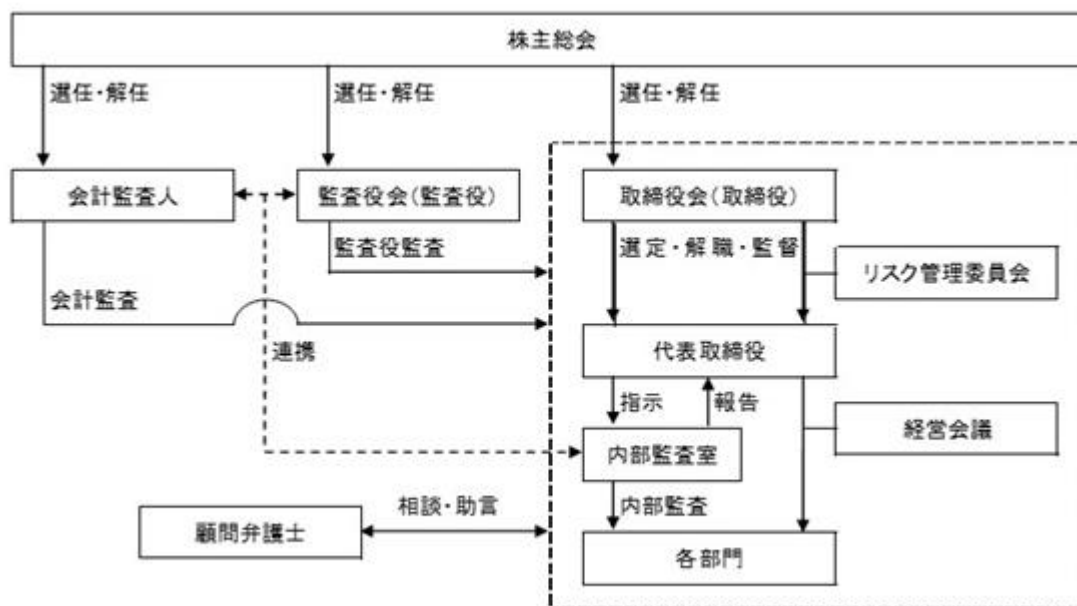 株主総会
選任・解任
選任・解任
選任・解任
会計監査人
監査役会(監査役)
取締役会(取締役)
監査役監査
選定・解職・監督
リスク管理委員会
会計監査
代表取締役
連携
指示
報告
経営会議
内部監査室
相談・助言
内部監査
顧問弁護士
各部門